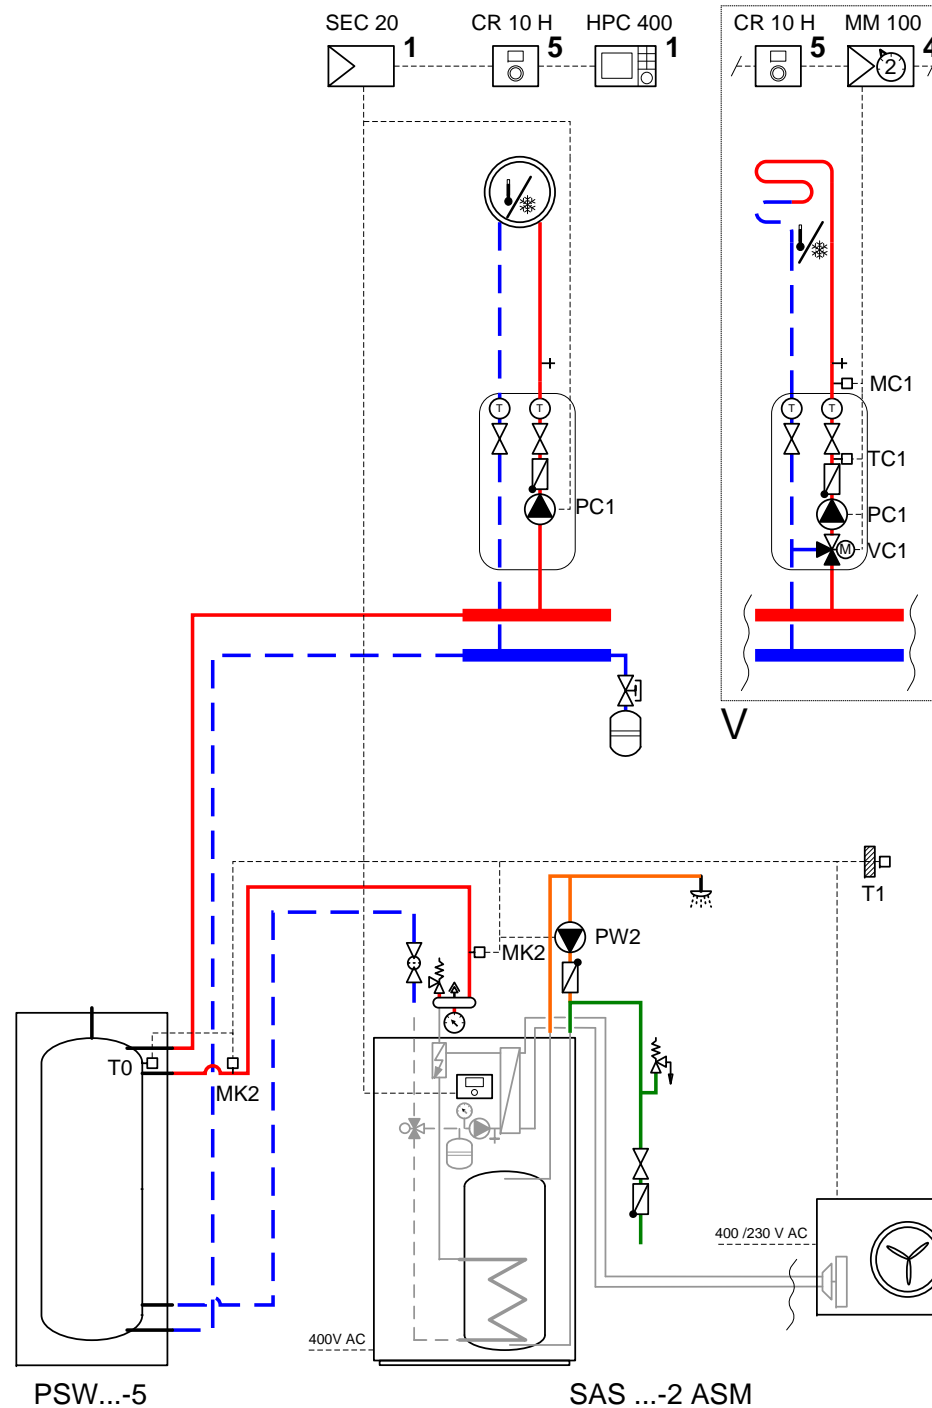 SEC 20 CR 10 H HPC 400 CR 10 H MM 100
1 5 1 5 4
2
T T T T
MC1
TC1
PC1 PC1
M VC1
V
T1
PW2
MK2
T0
MK2
400 /230 V AC
400V AC
PSW...-5 SAS ...-2 ASM